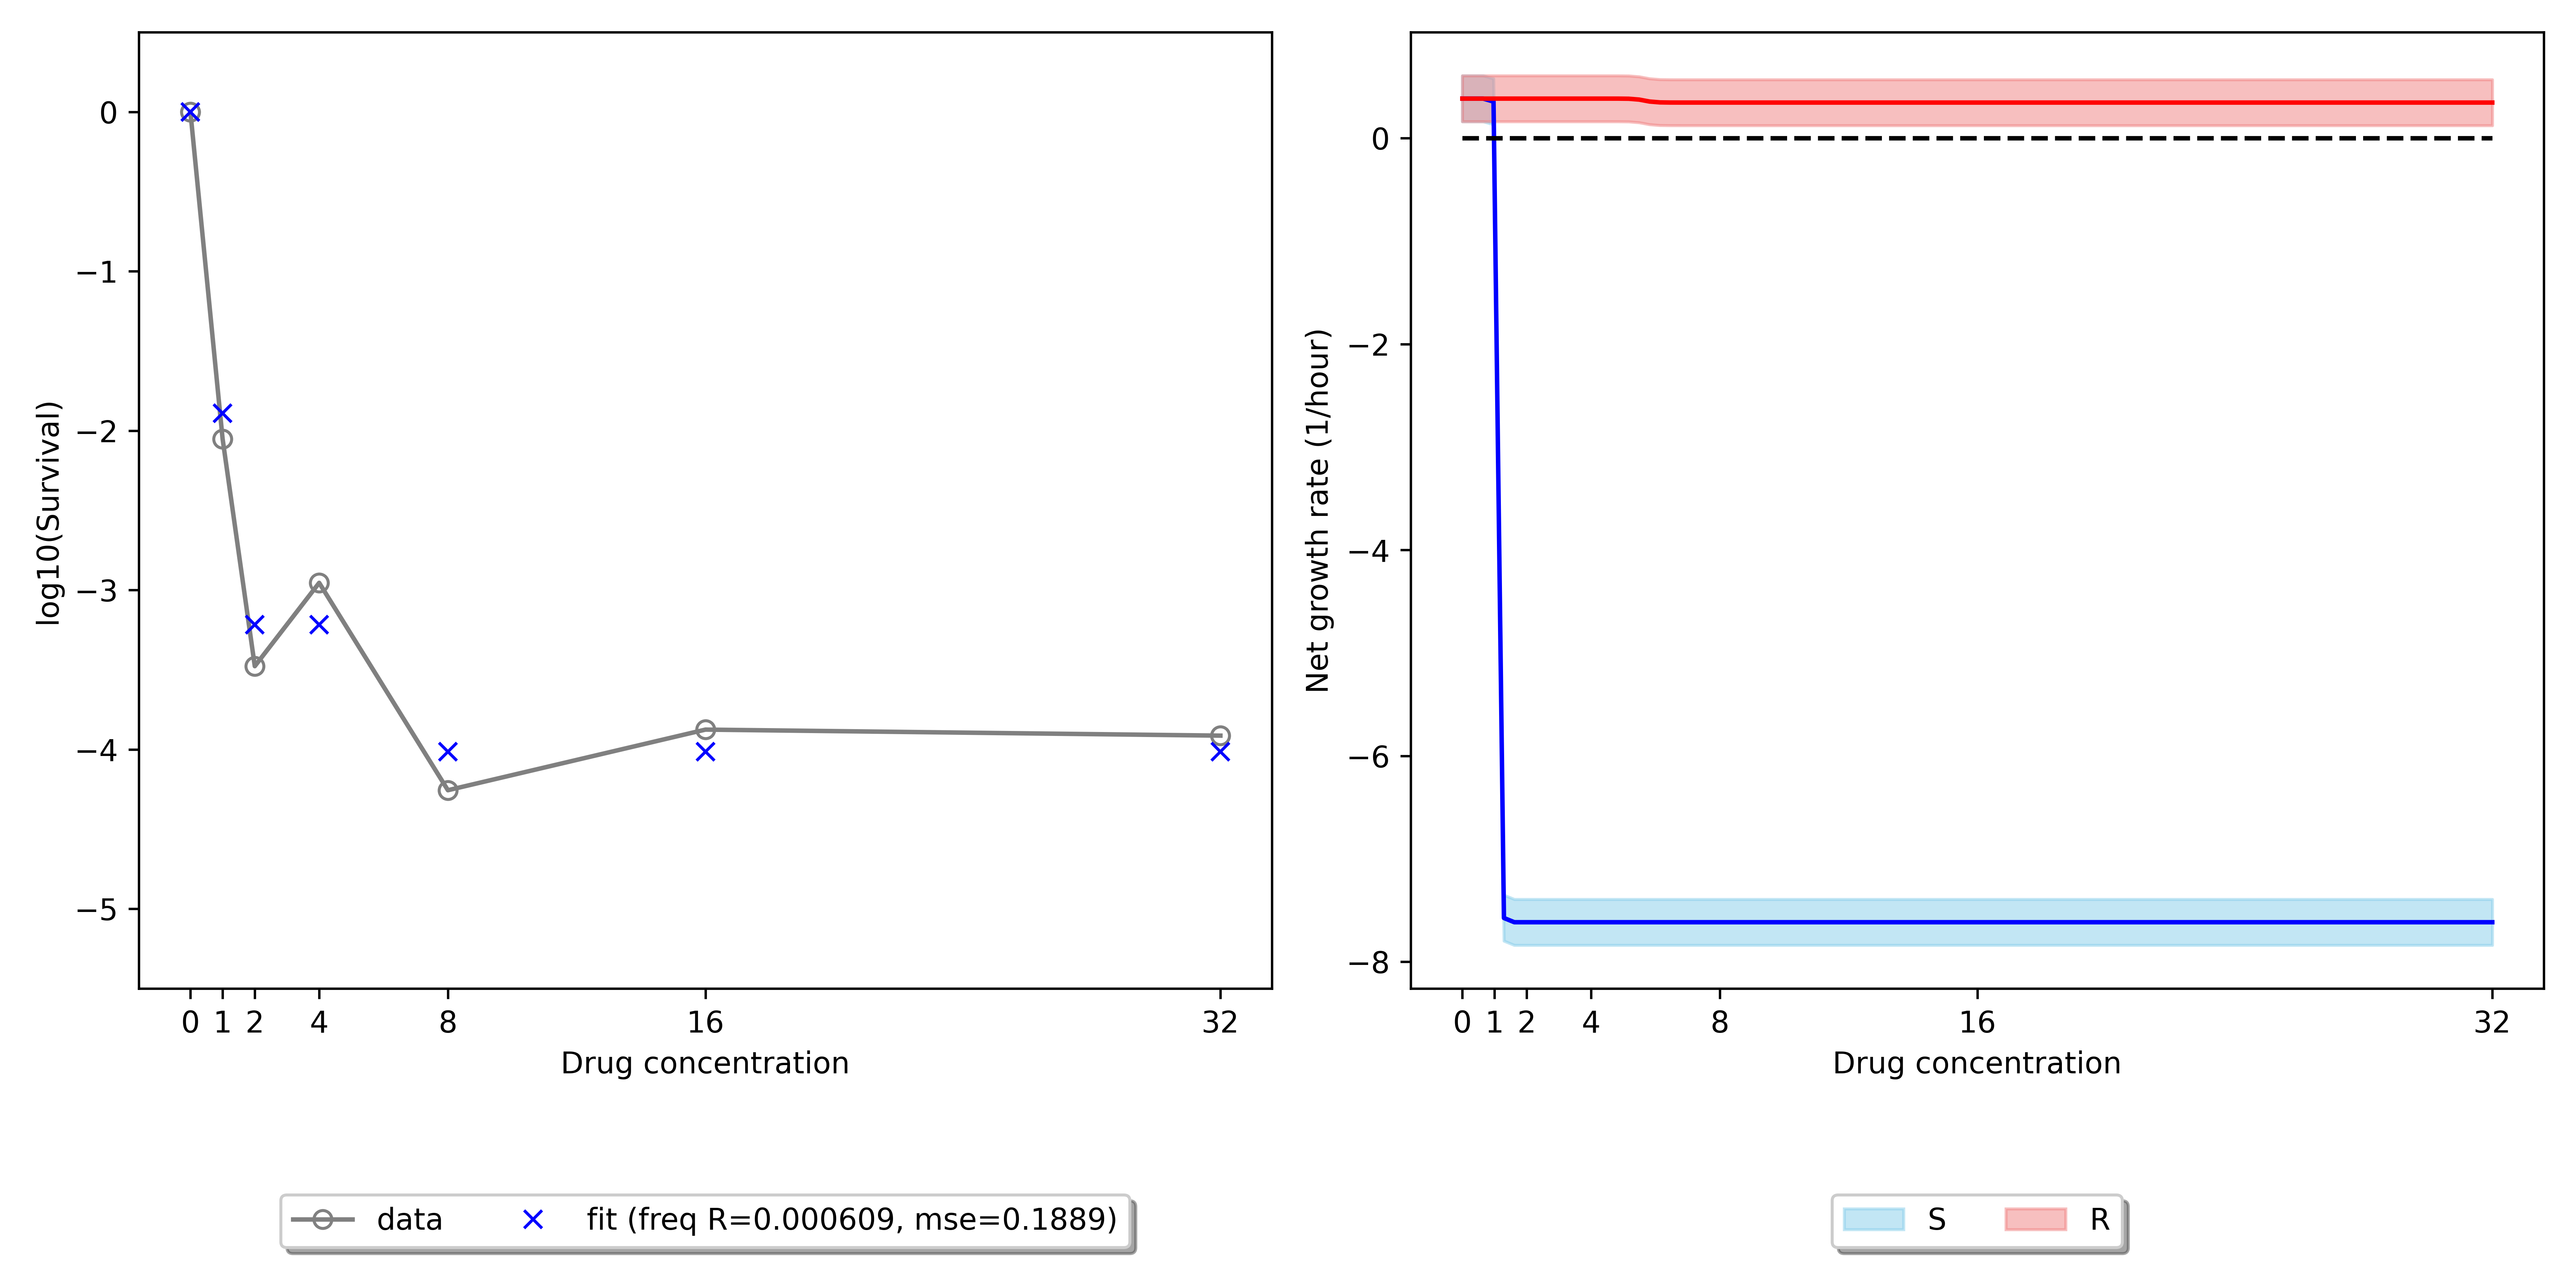 log10(Survival)
0
−1
−2
−3
−4
−5
0 1 2 4 8 16 32
Drug concentration
data
fit (freq R=0.000609, mse=0.1889)
Net growth rate (1/hour)
0
−2
−4
−6
−8
0 1 2 4 8 16 32
Drug concentration
S
R